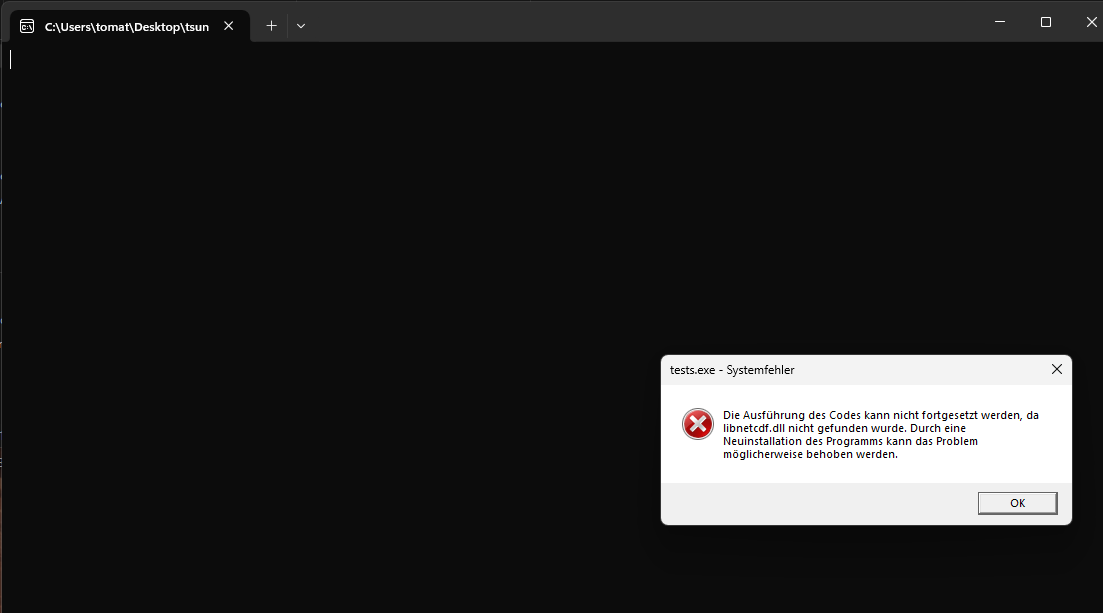 C:\Users\tomat\Desktop\tsun
tests.exe - Systemfehler
Die Ausführung des Codes kann nicht fortgesetzt werden, da
libnetcdf.dll nicht gefunden wurde. Durch eine
Neuinstallation des Programms kann das Problem
möglicherweise behoben werden.
OK